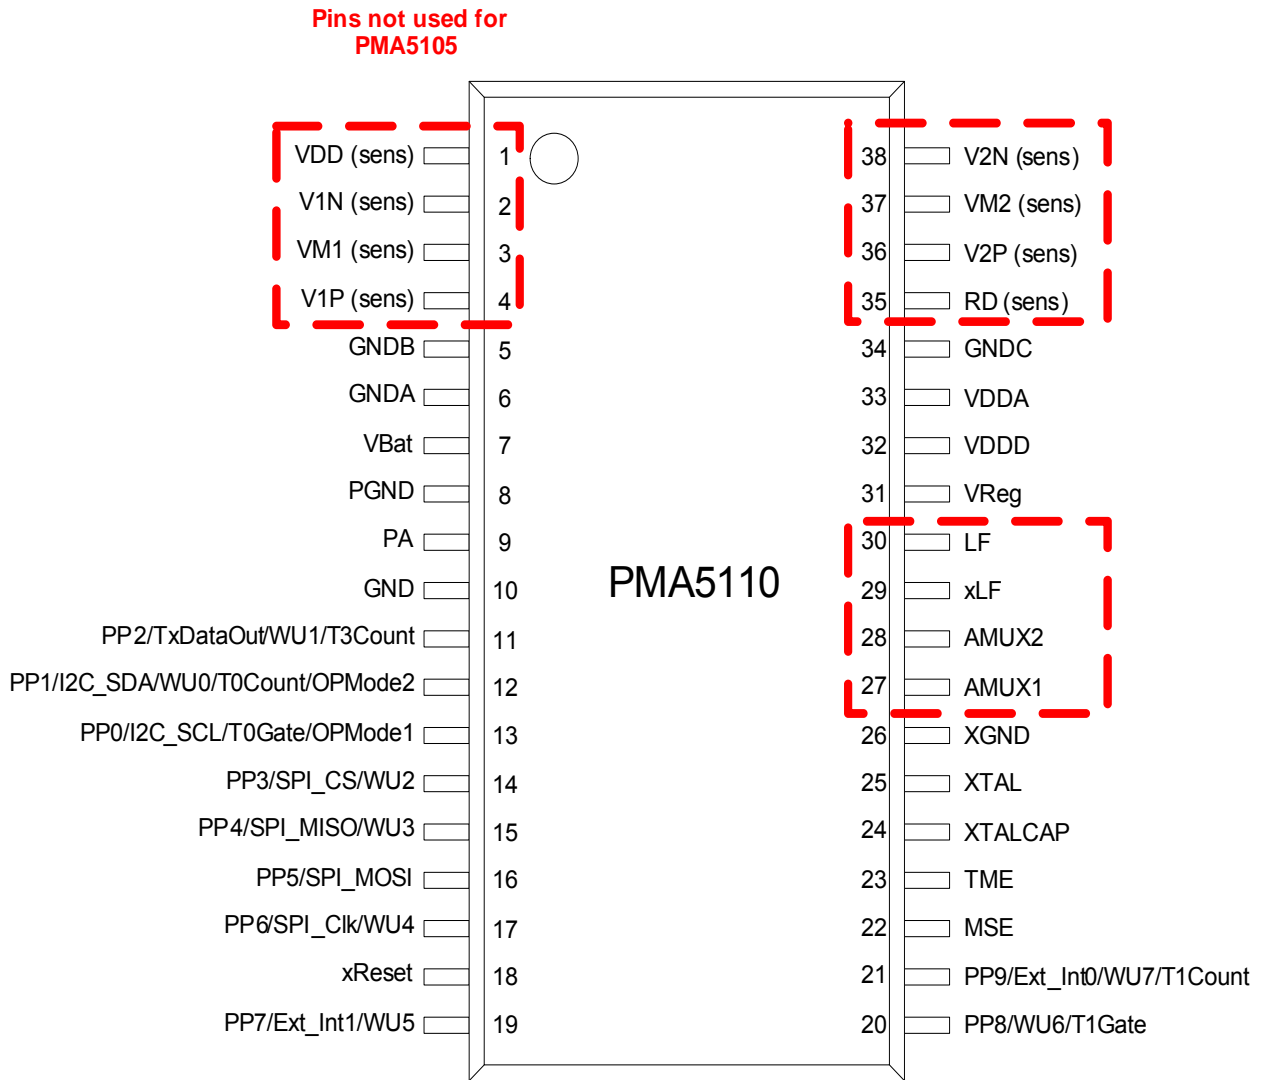 Pins not used for
PMA5105
VDD (sens) 1
V1N (sens) 2
VM1 (sens) 3
V1P (sens) 4
GNDB 5
GNDA 6
VBat 7
PGND 8
PA 9
GND 10
PP2/TxDataOut/WU1/T3Count 11
PP1/I2C_SDA/WU0/T0Count/OPMode2 12
PP0/I2C_SCL/T0Gate/OPMode1 13
PP3/SPI_CS/WU2 14
PP4/SPI_MISO/WU3 15
PP5/SPI_MOSI 16
PP6/SPI_Clk/WU4 17
xReset 18
PP7/Ext_Int1/WU5 19
PMA5110
38 V2N (sens)
37 VM2 (sens)
36 V2P (sens)
35 RD (sens)
34 GNDC
33 VDDA
32 VDDD
31 VReg
30 LF
29 xLF
28 AMUX2
27 AMUX1
26 XGND
25 XTAL
24 XTALCAP
23 TME
22 MSE
21 PP9/Ext_Int0/WU7/T1Count
20 PP8/WU6/T1Gate